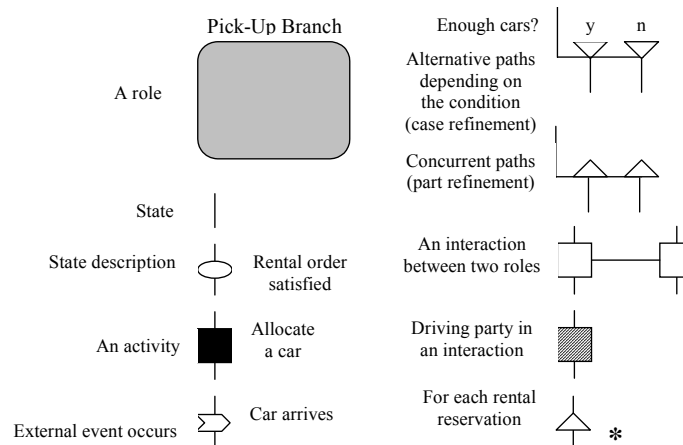 Pick-Up Branch
A role
State
State description
Rental order
satisfied
An activity
Allocate
a car
External event occurs
Car arrives
Enough cars?
y
n
Alternative paths
depending on
the condition
(case refinement)
Concurrent paths
(part refinement)
An interaction
between two roles
Driving party in
an interaction
For each rental
reservation
*